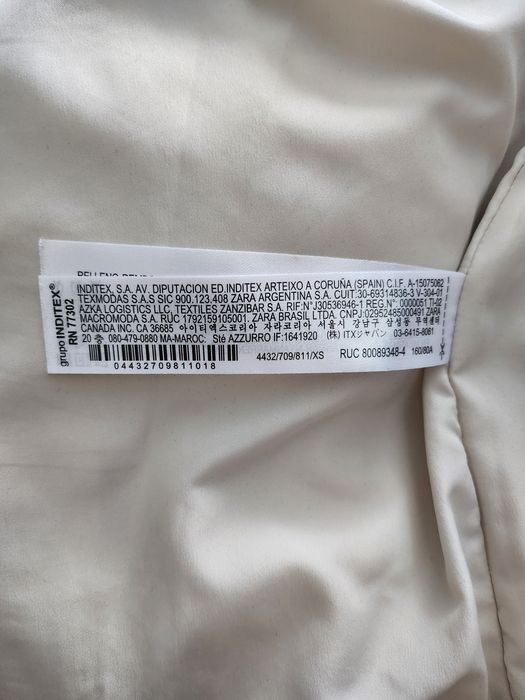 RELLENO
grupo INDITEX®
RN 77302
INDITEX, S.A. AV. DIPUTACION ED.INDITEX ARTEIXO A CORUÑA (SPAIN) C.I.F. A-15075062
TEXMODAS S.A.S SIC 900.123.408 ZARA ARGENTINA S.A. CUIT:30-69314836-3 V-304-01
AZKA LOGISTICS LLC, TEXTILES ZANZIBAR S.A. RIF:N°J30536946-1 REG.N° 0000051 TI-02
MACROMODA S.A. RUC 1792159105001. ZARA BRASIL LTDA. CNPJ:02952485000491 ZARA
CANADA INC. CA 36685 아이티엑스코리아 자라코리아 서울시 강남구 삼성동 무역센터
20 층 080-479-0880 MA-MAROC: Sté AZZURRO IF:1641920 (株) ITXジャパン 03-6415-8061
4432/709/811/XS RUC 80089348-4 160/80A
04432709811018